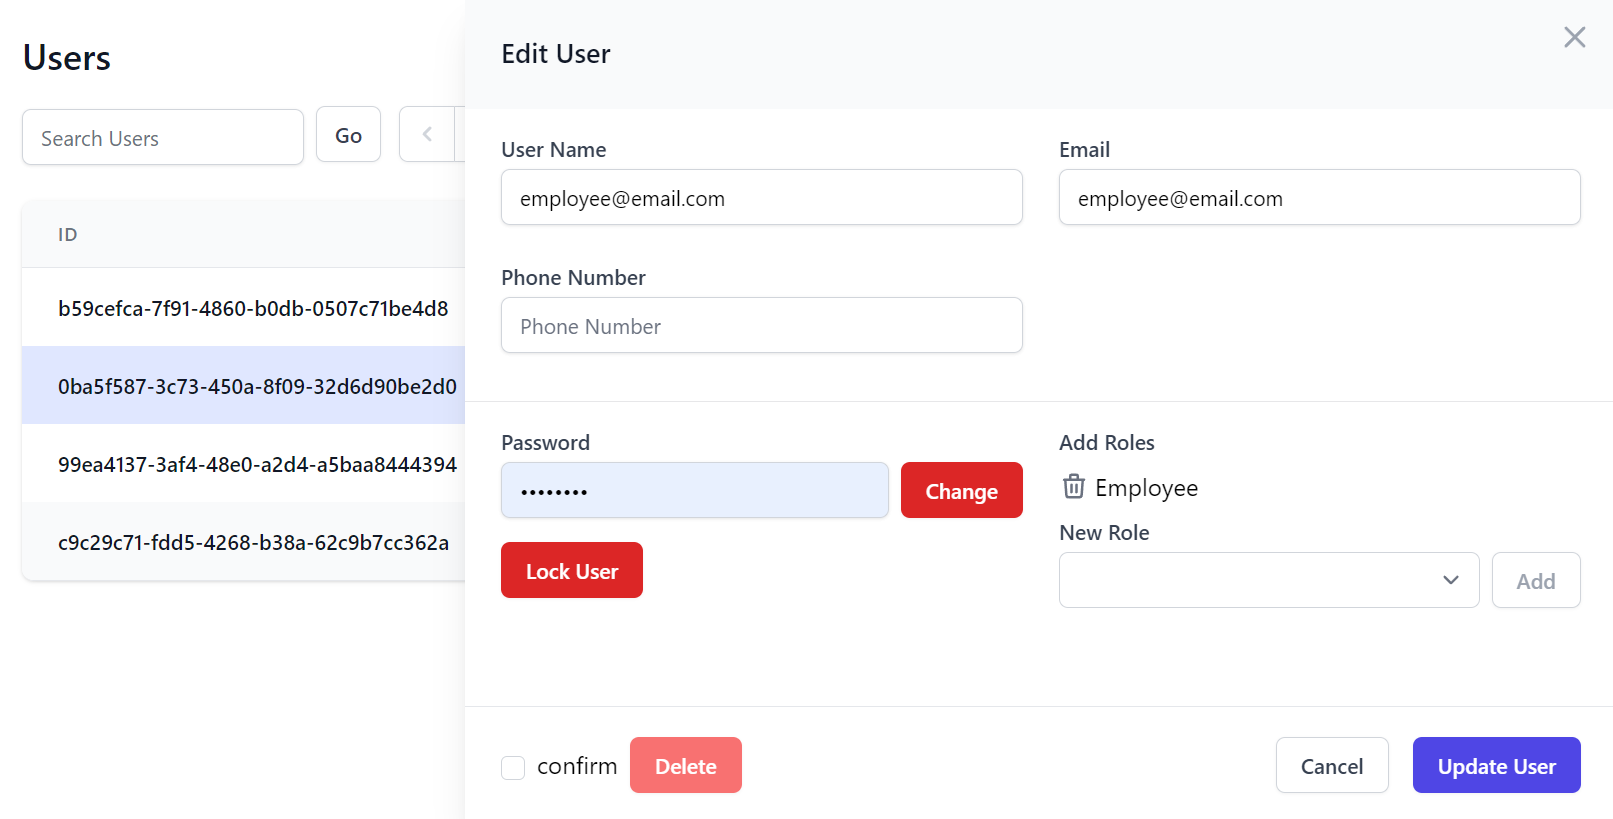 Users
Search Users
Go
ID
b59cefca-7f91-4860-b0db-0507c71be4d8
0ba5f587-3c73-450a-8f09-32d6d90be2d0
99ea4137-3af4-48e0-a2d4-a5baa8444394
c9c29c71-fdd5-4268-b38a-62c9b7cc362a
Edit User
User Name
employee@email.com
Email
employee@email.com
Phone Number
Phone Number
Password
••••••••
Change
Lock User
Add Roles
Employee
New Role
Add
confirm
Delete
Cancel
Update User